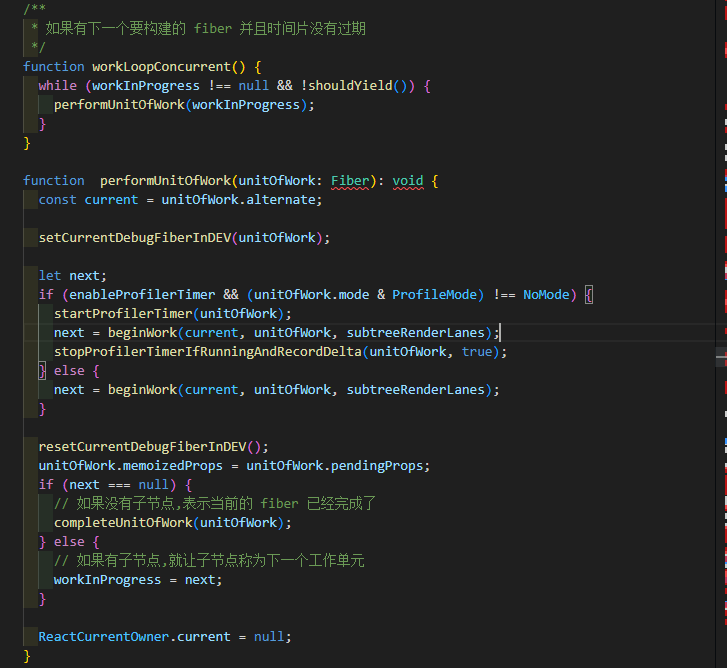 /**
 * 如果有下一个要构建的 fiber 并且时间片没有过期
 */
function workLoopConcurrent() {
  while (workInProgress !== null && !shouldYield()) {
    performUnitOfWork(workInProgress);
  }
}

function  performUnitOfWork(unitOfWork: Fiber): void {
  const current = unitOfWork.alternate;

  setCurrentDebugFiberInDEV(unitOfWork);

  let next;
  if (enableProfilerTimer && (unitOfWork.mode & ProfileMode) !== NoMode) {
    startProfilerTimer(unitOfWork);
    next = beginWork(current, unitOfWork, subtreeRenderLanes);
    stopProfilerTimerIfRunningAndRecordDelta(unitOfWork, true);
  } else {
    next = beginWork(current, unitOfWork, subtreeRenderLanes);
  }

  resetCurrentDebugFiberInDEV();
  unitOfWork.memoizedProps = unitOfWork.pendingProps;
  if (next === null) {
    // 如果没有子节点,表示当前的 fiber 已经完成了
    completeUnitOfWork(unitOfWork);
  } else {
    // 如果有子节点,就让子节点称为下一个工作单元
    workInProgress = next;
  }

  ReactCurrentOwner.current = null;
}